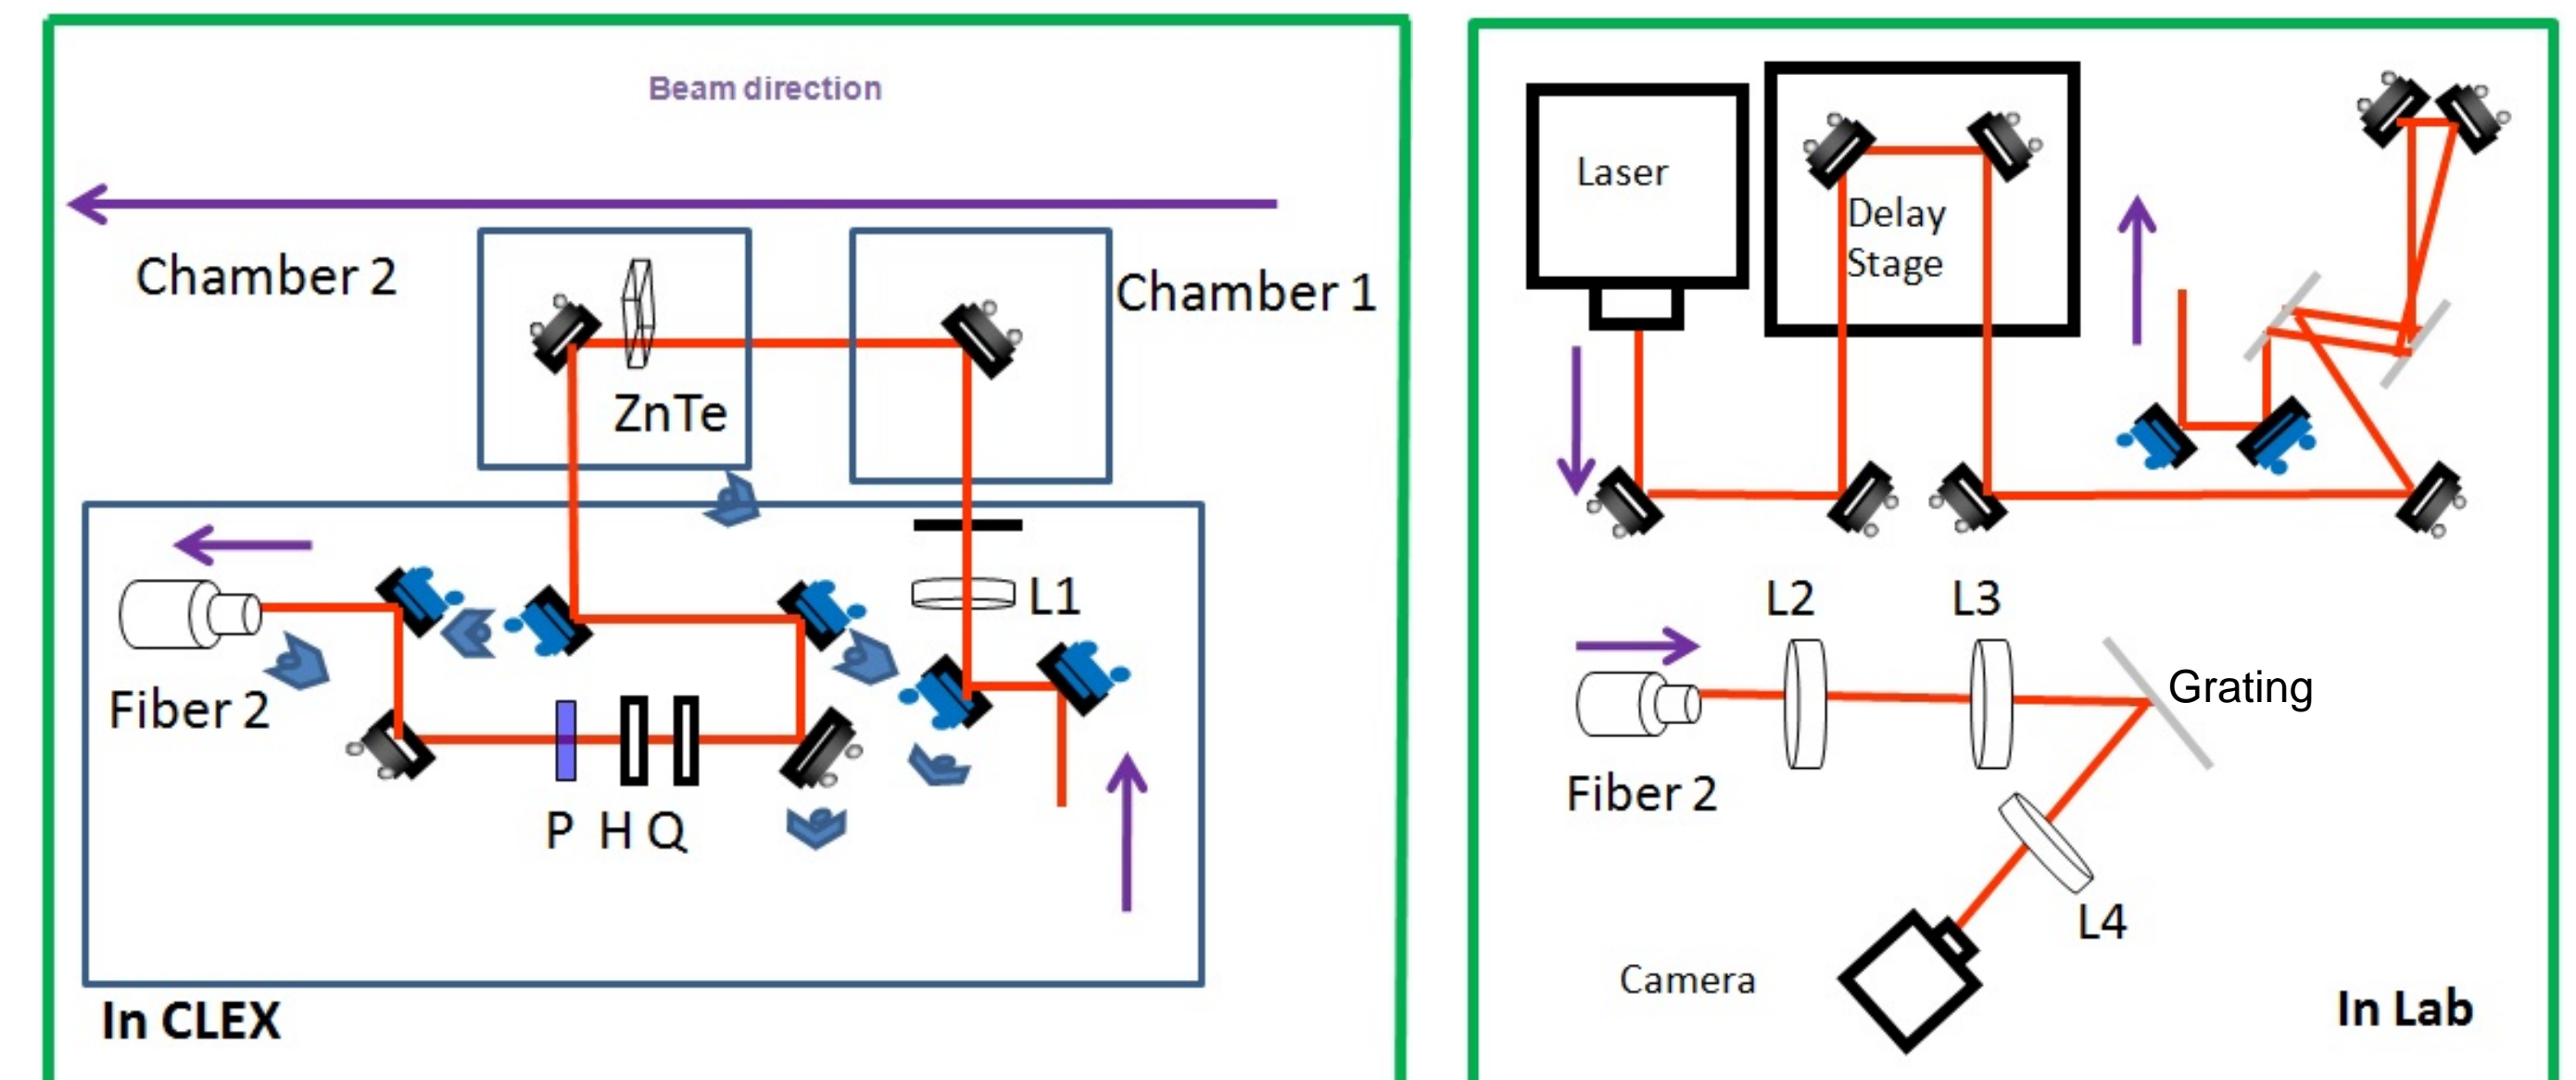 Beam direction
Chamber 2
Chamber 1
ZnTe
L1
Fiber 2
P H Q
In CLEX
Laser
Delay
Stage
L2
L3
Grating
Fiber 2
L4
Camera
In Lab